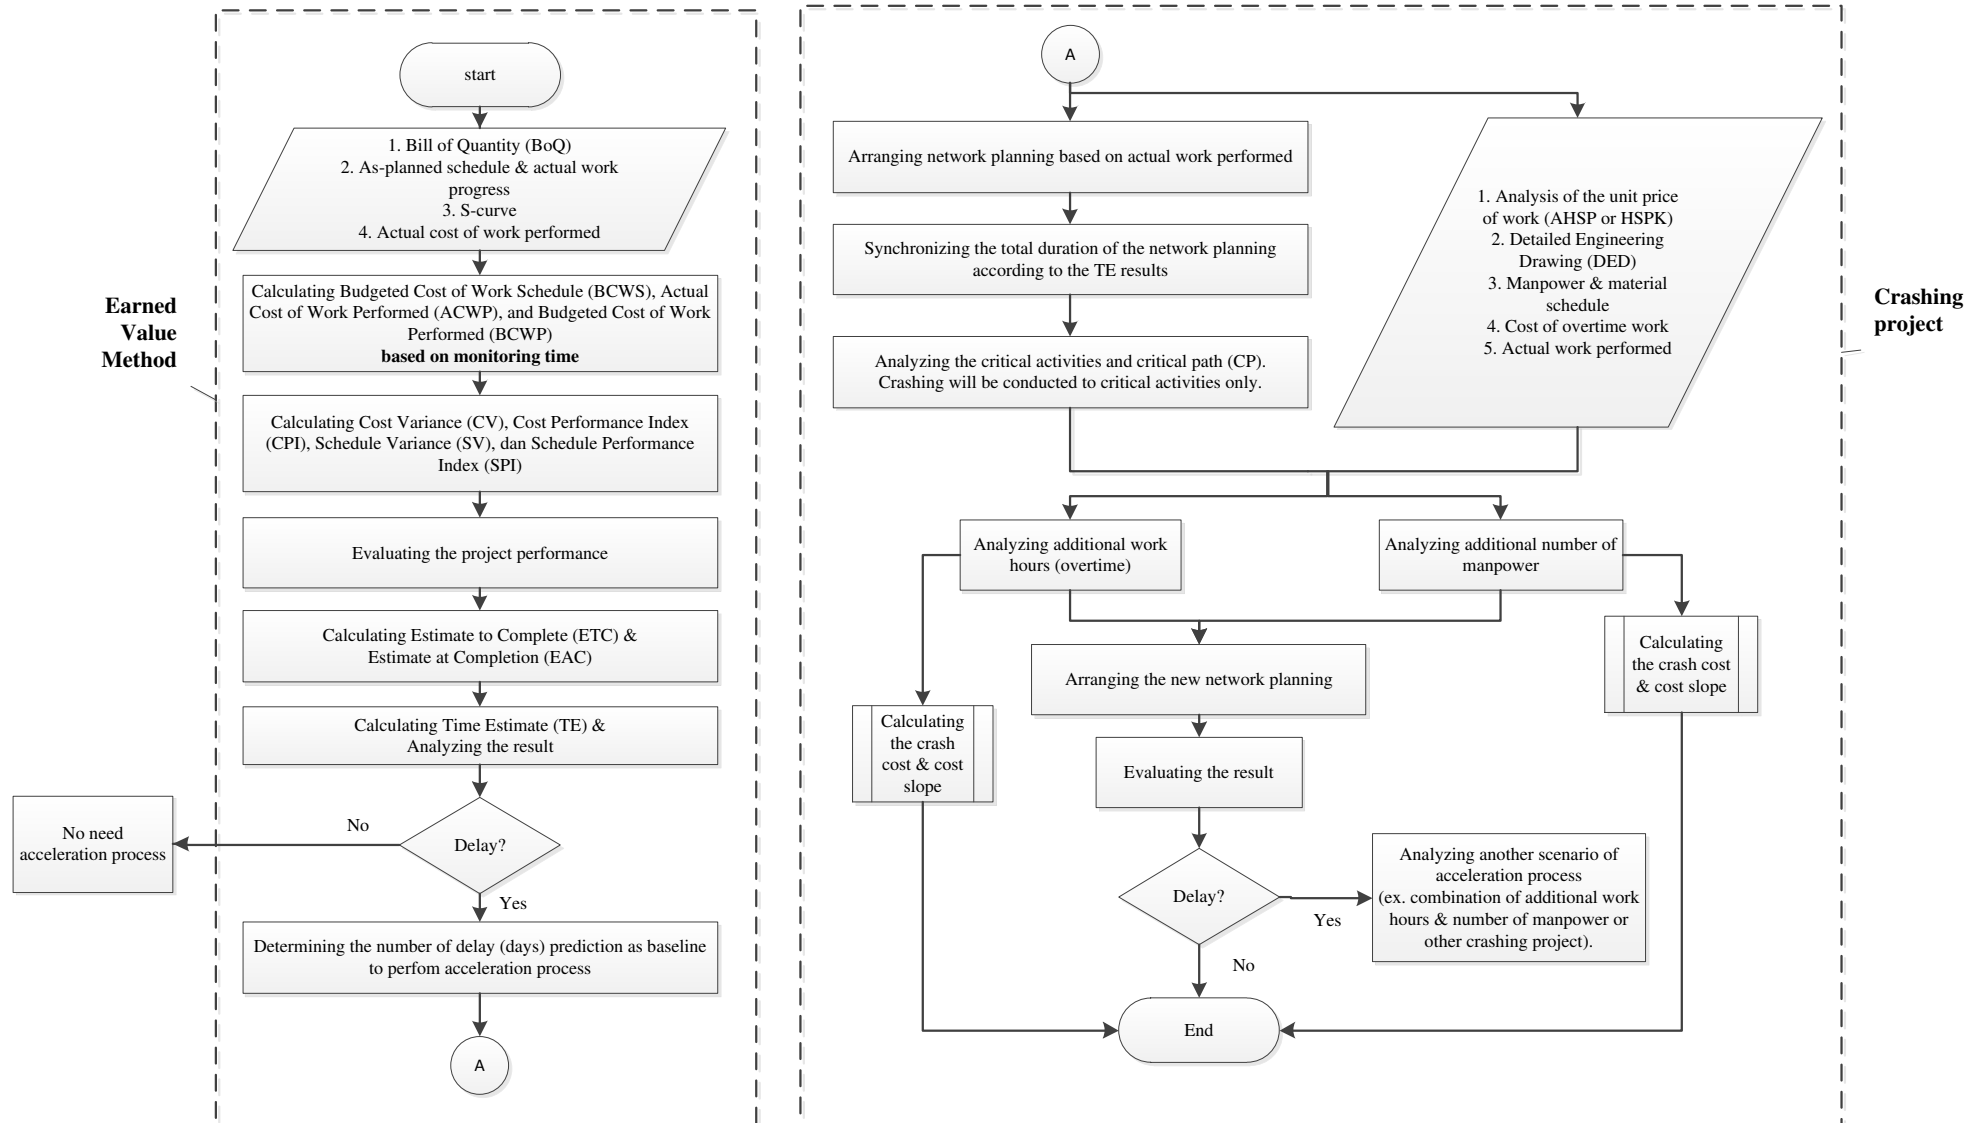 Earned
Value
Method
start
1. Bill of Quantity (BoQ)
2. As-planned schedule & actual work
progress
3. S-curve
4. Actual cost of work performed
Calculating Budgeted Cost of Work Schedule (BCWS), Actual
Cost of Work Performed (ACWP), and Budgeted Cost of Work
Performed (BCWP)
based on monitoring time
Calculating Cost Variance (CV), Cost Performance Index
(CPI), Schedule Variance (SV), dan Schedule Performance
Index (SPI)
Evaluating the project performance
Calculating Estimate to Complete (ETC) &
Estimate at Completion (EAC)
Calculating Time Estimate (TE) &
Analyzing the result
Delay?
No
No need
acceleration process
Yes
Determining the number of delay (days) prediction as baseline
to perfom acceleration process
A
A
Arranging network planning based on actual work performed
Synchronizing the total duration of the network planning
according to the TE results
Analyzing the critical activities and critical path (CP).
Crashing will be conducted to critical activities only.
1. Analysis of the unit price
of work (AHSP or HSPK)
2. Detailed Engineering
Drawing (DED)
3. Manpower & material
schedule
4. Cost of overtime work
5. Actual work performed
Crashing
project
Analyzing additional work
hours (overtime)
Analyzing additional number of
manpower
Calculating
the crash cost
& cost slope
Arranging the new network planning
Calculating
the crash
cost & cost
slope
Evaluating the result
Delay?
Yes
Analyzing another scenario of
acceleration process
(ex. combination of additional work
hours & number of manpower or
other crashing project).
No
End